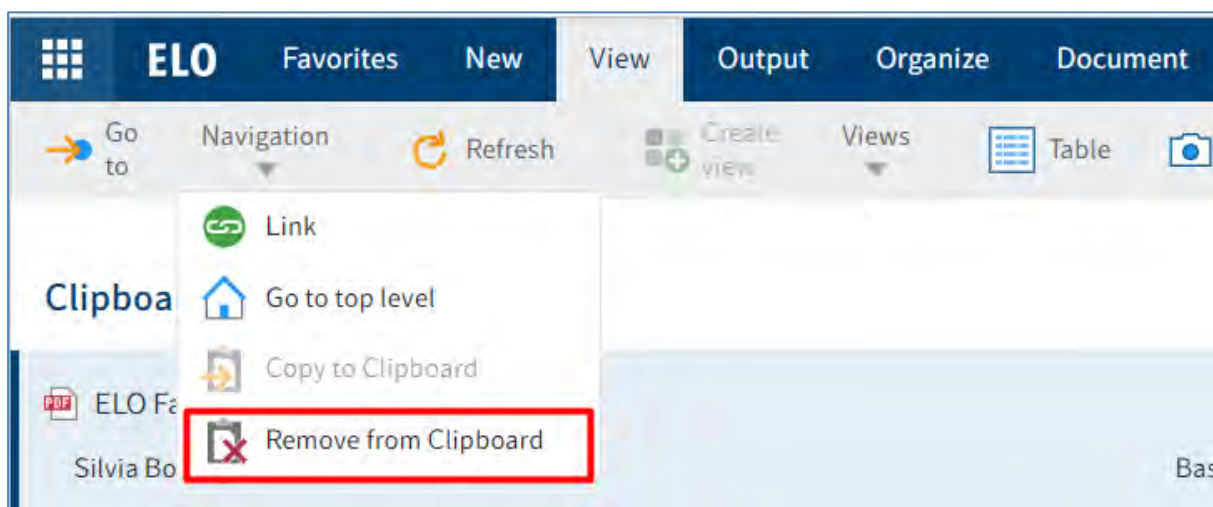 ELO Favorites New View Output Organize Document
Go to Navigation Refresh Create view Views Table
Link
Clipboa Go to top level
Copy to Clipboard
PDF ELO Fa
Remove from Clipboard
Silvia Bo Bas